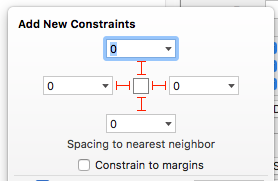 Add New Constraints
0
0 0
0
Spacing to nearest neighbor
Constrain to margins